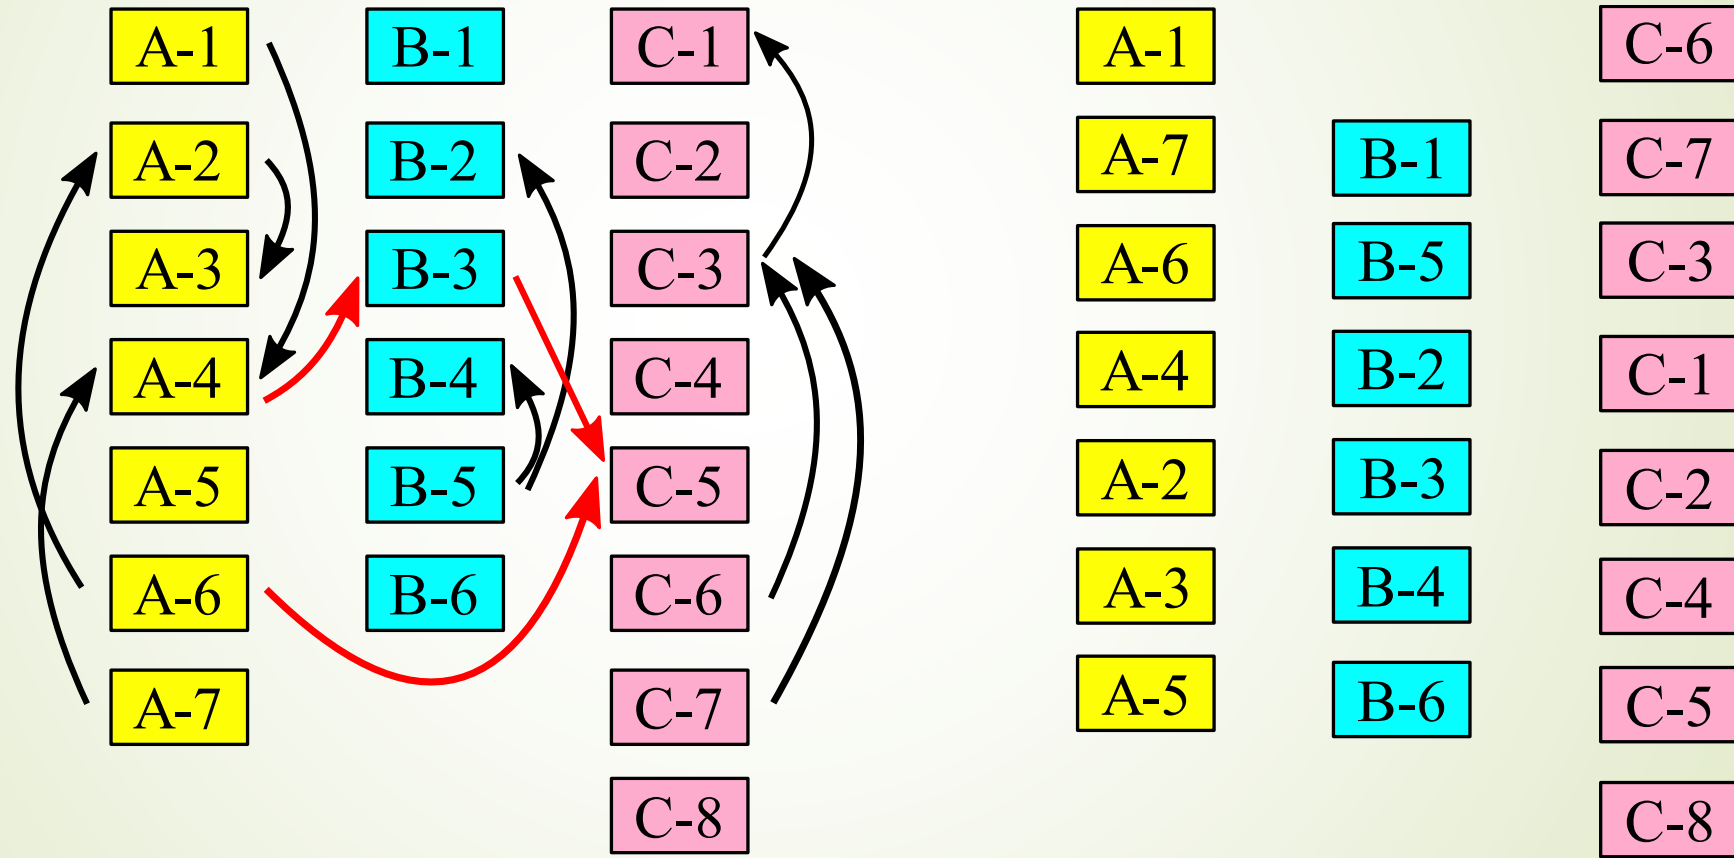 A-1 B-1 C-1 A-1 C-6
A-2 B-2 C-2 A-7 B-1 C-7
A-3 B-3 C-3 A-6 B-5 C-3
A-4 B-4 C-4 A-4 B-2 C-1
A-5 B-5 C-5 A-2 B-3 C-2
A-6 B-6 C-6 A-3 B-4 C-4
A-7 C-7 A-5 B-6 C-5
C-8 C-8